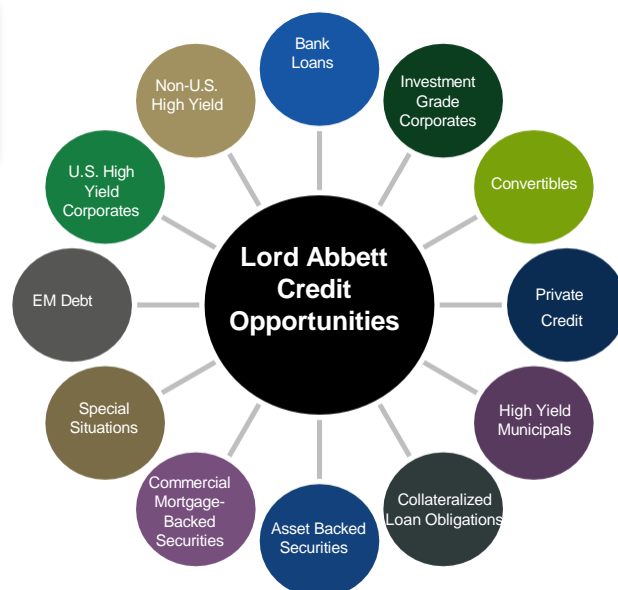 Bank
Loans
Investment
Grade
Corporates
Convertibles
Private
Credit
High Yield
Municipals
Collateralized
Loan Obligations
Asset Backed
Securities
Commercial
Mortgage-
Backed
Securities
Special
Situations
EM Debt
U.S. High
Yield
Corporates
Non-U.S.
High Yield
Lord Abbett
Credit
Opportunities